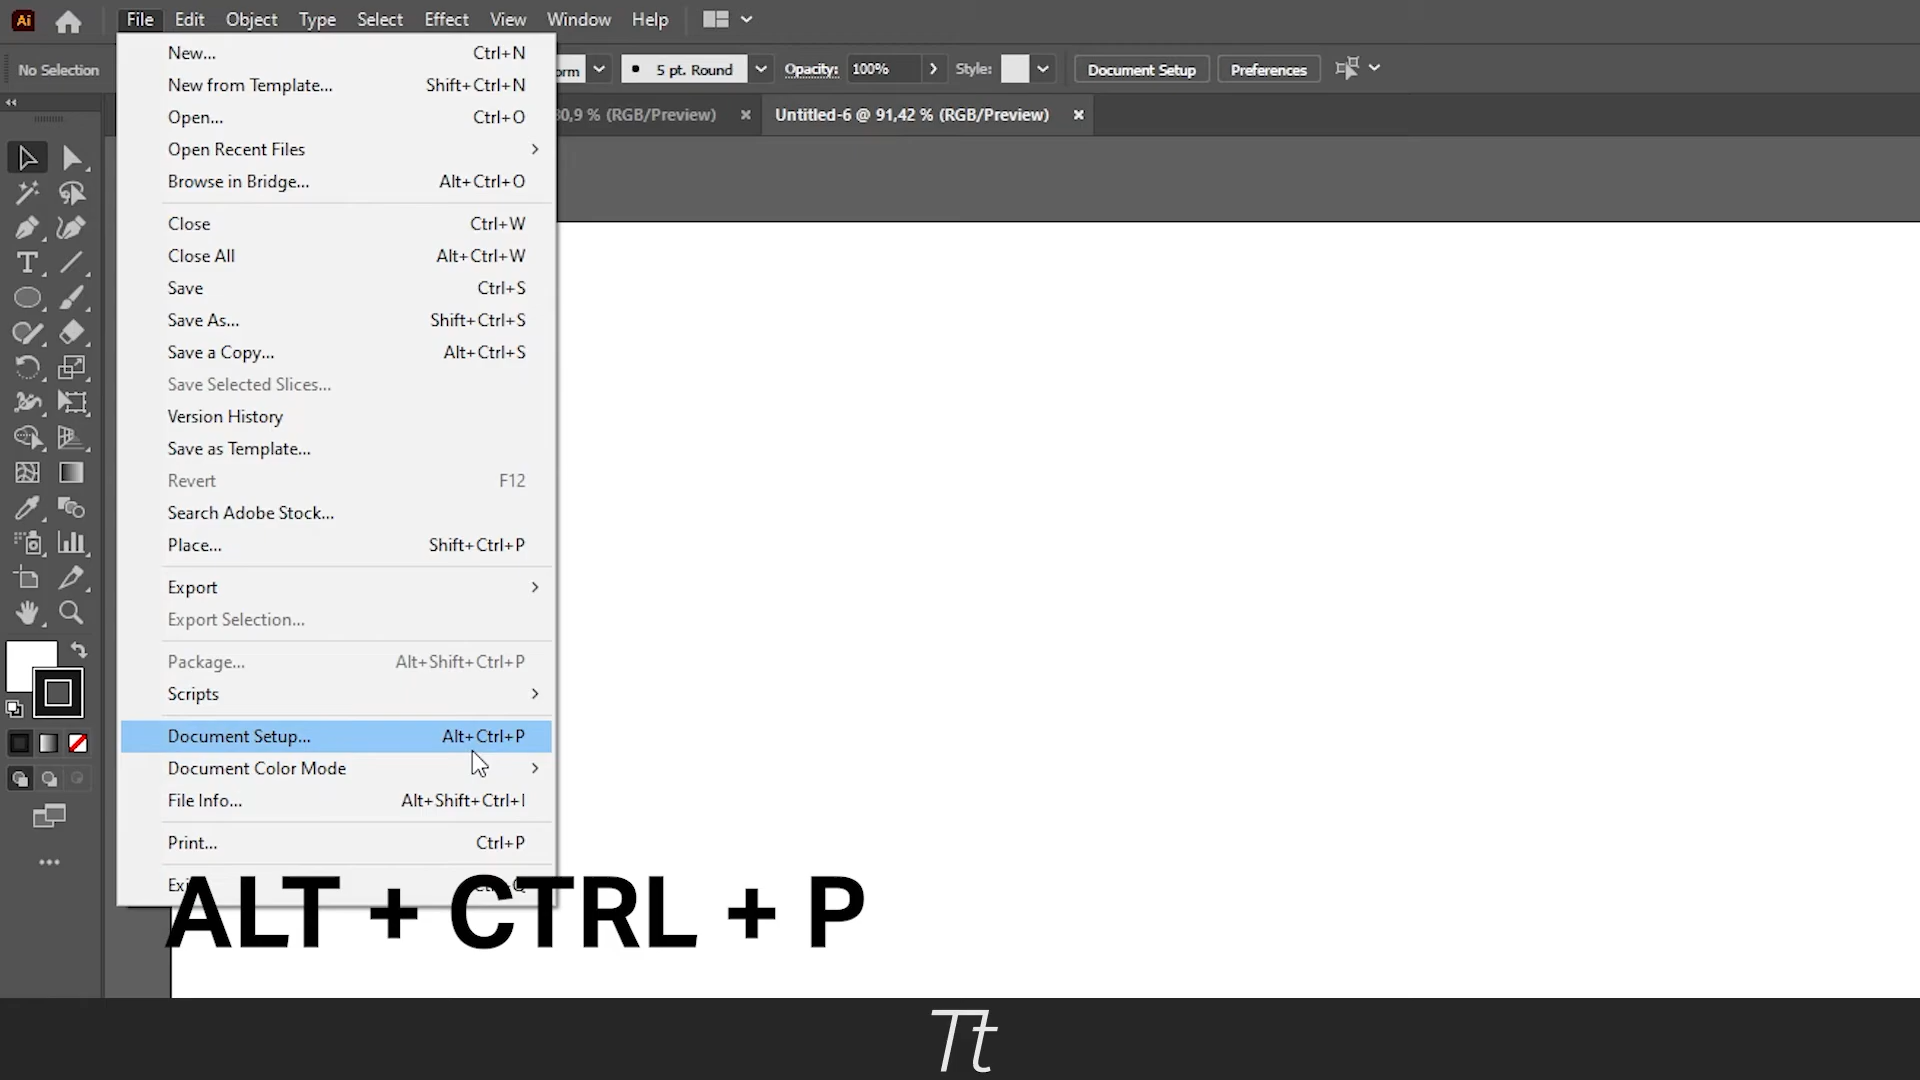 Ai File Edit Object Type Select Effect View Window Help
No Selection
orm 5 pt. Round Opacity: 100% Style: Document Setup Preferences
30,9 % (RGB/Preview) × Untitled-6 @ 91,42 % (RGB/Preview) ×
New... Ctrl+N
New from Template... Shift+Ctrl+N
Open... Ctrl+O
Open Recent Files
Browse in Bridge... Alt+Ctrl+O
Close Ctrl+W
Close All Alt+Ctrl+W
Save Ctrl+S
Save As... Shift+Ctrl+S
Save a Copy... Alt+Ctrl+S
Save Selected Slices...
Version History
Save as Template...
Revert F12
Search Adobe Stock...
Place... Shift+Ctrl+P
Export
Export Selection...
Package... Alt+Shift+Ctrl+P
Scripts
Document Setup... Alt+Ctrl+P
Document Color Mode
File Info... Alt+Shift+Ctrl+I
Print... Ctrl+P
ALT + CTRL + P
Tt